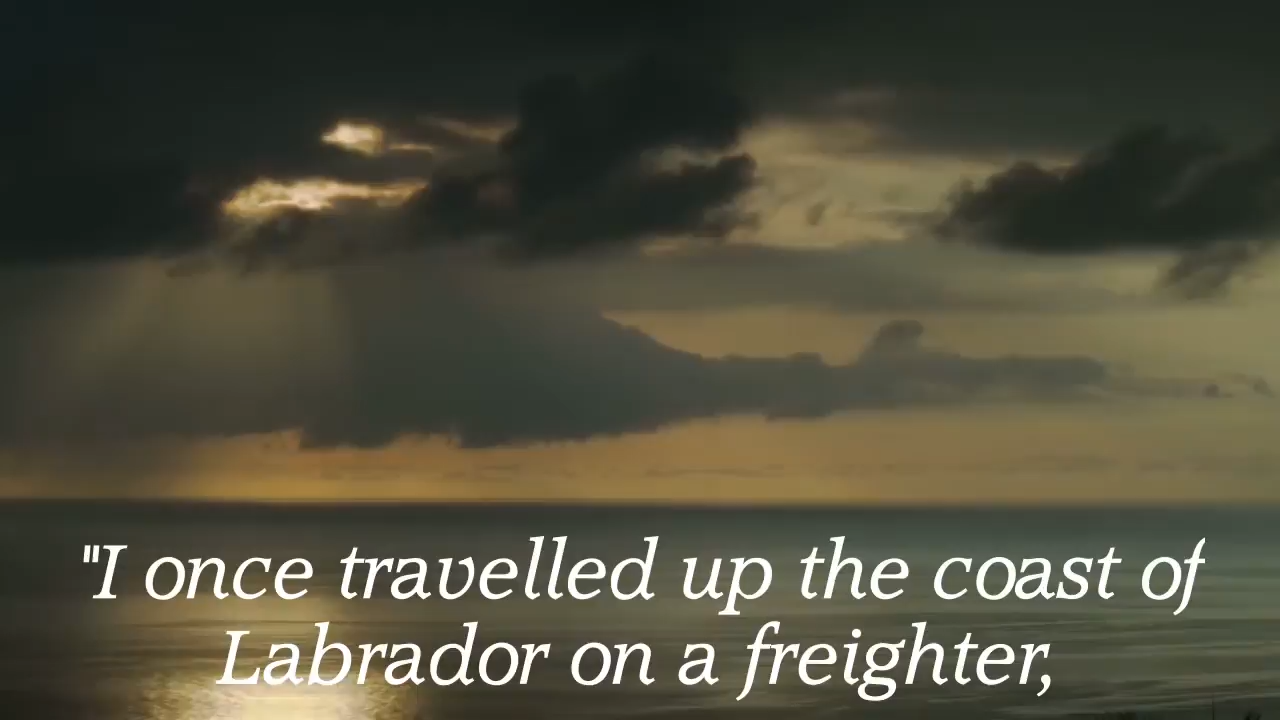 "I once travelled up the coast of
Labrador on a freighter,